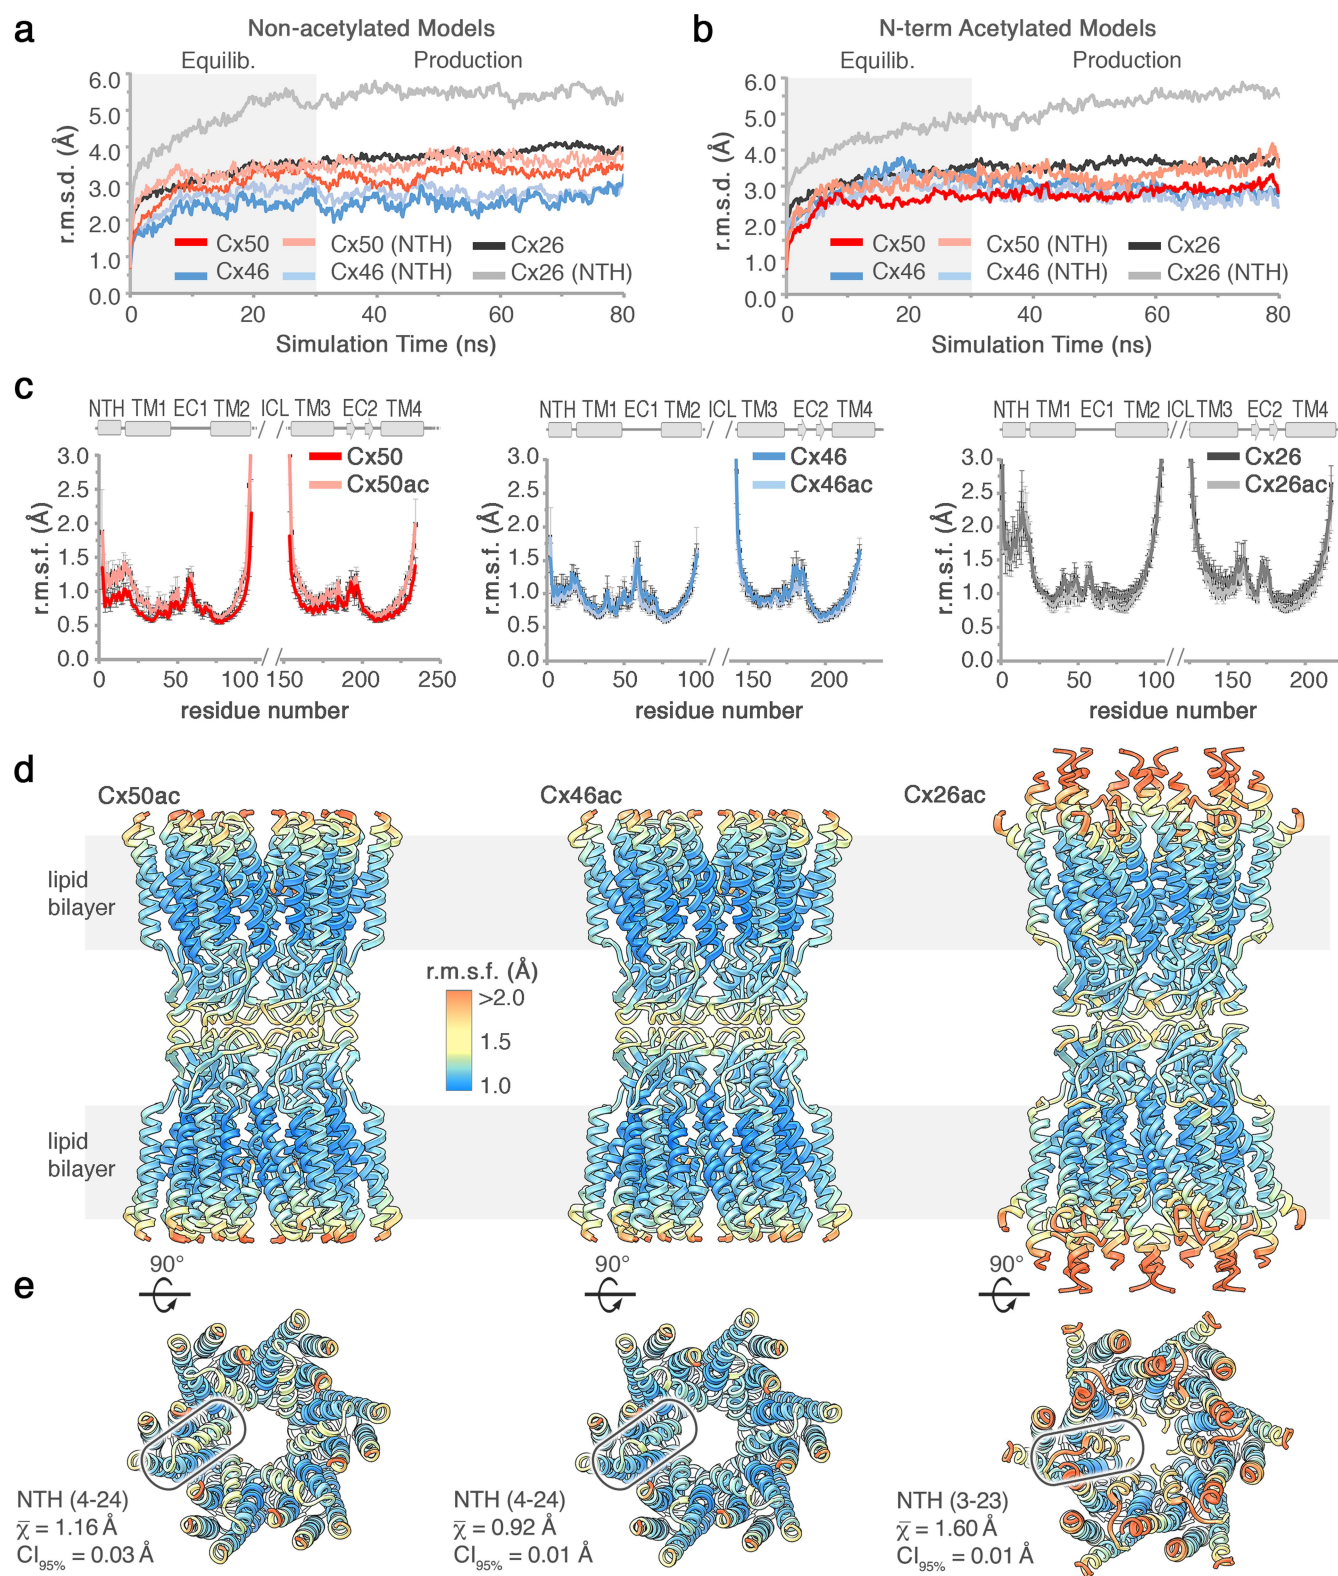 a
Non-acetylated Models
Equilib.
Production
r.m.s.d. (Å)
6.0
5.0
4.0
3.0
2.0
1.0
0.0
Cx50
Cx50 (NTH)
Cx26
Cx46
Cx46 (NTH)
Cx26 (NTH)
0 20 40 60 80
Simulation Time (ns)
b
N-term Acetylated Models
Equilib.
Production
r.m.s.d. (Å)
6.0
5.0
4.0
3.0
2.0
1.0
0.0
Cx50
Cx50 (NTH)
Cx26
Cx46
Cx46 (NTH)
Cx26 (NTH)
0 20 40 60 80
Simulation Time (ns)
c
NTH TM1 EC1 TM2 ICL TM3 EC2 TM4
r.m.s.f. (Å)
3.0
2.5
2.0
1.5
1.0
0.5
0.0
Cx50
Cx50ac
0 50 100 150 200 250
residue number
NTH TM1 EC1 TM2 ICL TM3 EC2 TM4
r.m.s.f. (Å)
3.0
2.5
2.0
1.5
1.0
0.5
0.0
Cx46
Cx46ac
0 50 100 150 200
residue number
NTH TM1 EC1 TM2 ICL TM3 EC2 TM4
r.m.s.f. (Å)
3.0
2.5
2.0
1.5
1.0
0.5
0.0
Cx26
Cx26ac
0 50 100 150 200
residue number
d
Cx50ac
Cx46ac
Cx26ac
lipid
bilayer
r.m.s.f. (Å)
>2.0
1.5
1.0
lipid
bilayer
90°
90°
90°
e
NTH (4-24)
χ̅ = 1.16 Å
CI95% = 0.03 Å
NTH (4-24)
χ̅ = 0.92 Å
CI95% = 0.01 Å
NTH (3-23)
χ̅ = 1.60 Å
CI95% = 0.01 Å